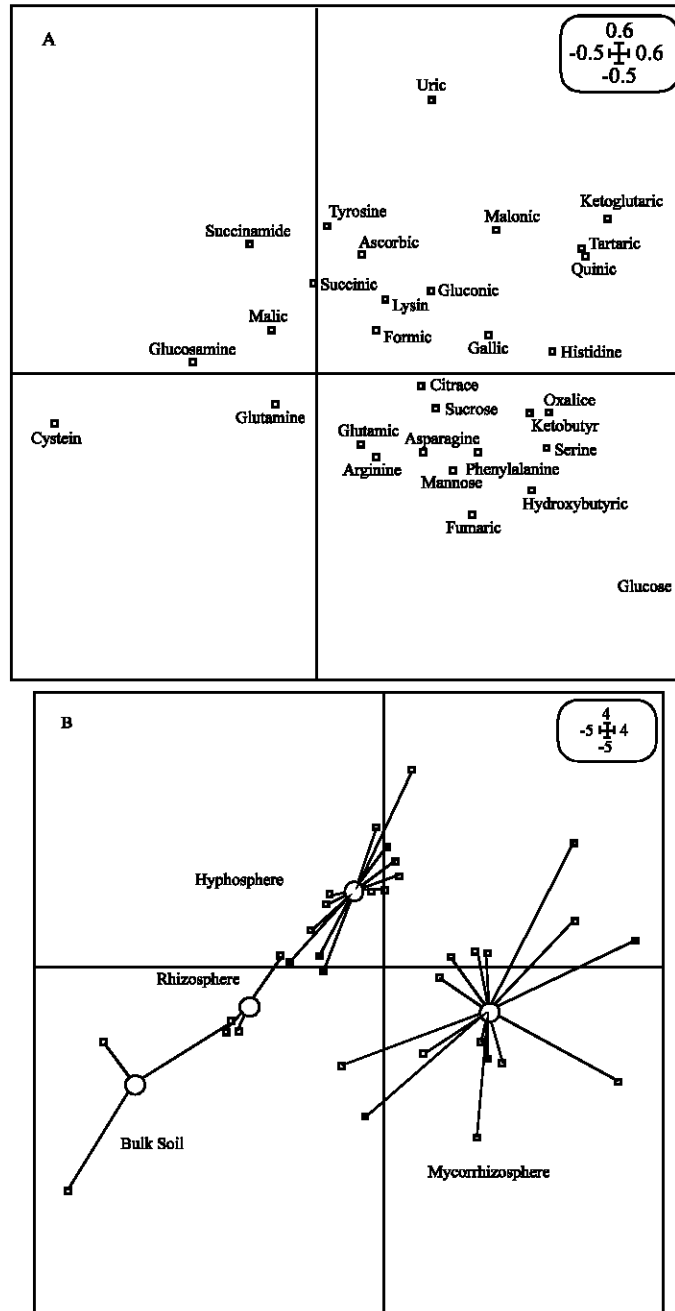 A
0.6
-0.5 0.6
-0.5
Uric
Ketoglutaric
Tyrosine
Malonic
Succinamide
Ascorbic
Tartaric
Quinic
Succinic
Gluconic
Lysin
Malic
Formic
Gallic
Histidine
Glucosamine
Citrace
Oxalice
Sucrose
Glutamine
Ketobutyr
Cystein
Glutamic
Asparagine
Serine
Arginine
Phenylalanine
Mannose
Hydroxybutyric
Fumaric
Glucose
B
4
-5 4
-5
Hyphosphere
Rhizosphere
Bulk Soil
Mycorrhizosphere